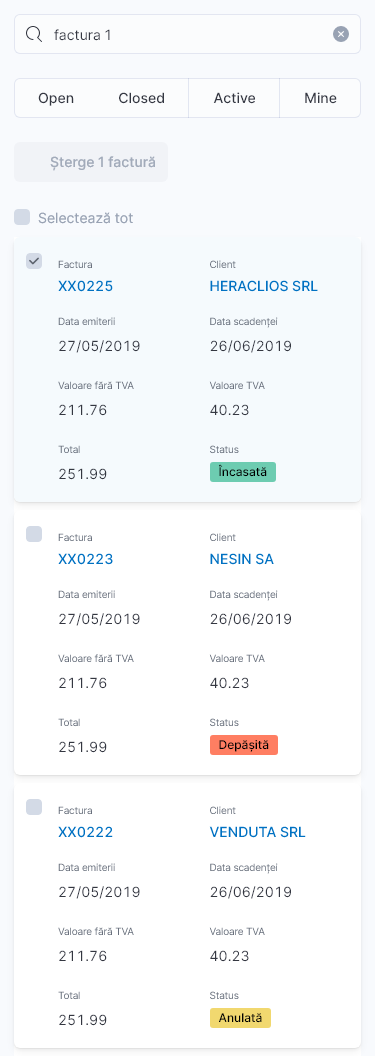 factura 1
Open Closed Active Mine
Șterge 1 factură
Selectează tot
Factura Client
XX0225 HERACLIOS SRL
Data emiterii Data scadenței
27/05/2019 26/06/2019
Valoare fără TVA Valoare TVA
211.76 40.23
Total Status
251.99 Încasată
Factura Client
XX0223 NESIN SA
Data emiterii Data scadenței
27/05/2019 26/06/2019
Valoare fără TVA Valoare TVA
211.76 40.23
Total Status
251.99 Depășită
Factura Client
XX0222 VENDUTA SRL
Data emiterii Data scadenței
27/05/2019 26/06/2019
Valoare fără TVA Valoare TVA
211.76 40.23
Total Status
251.99 Anulată